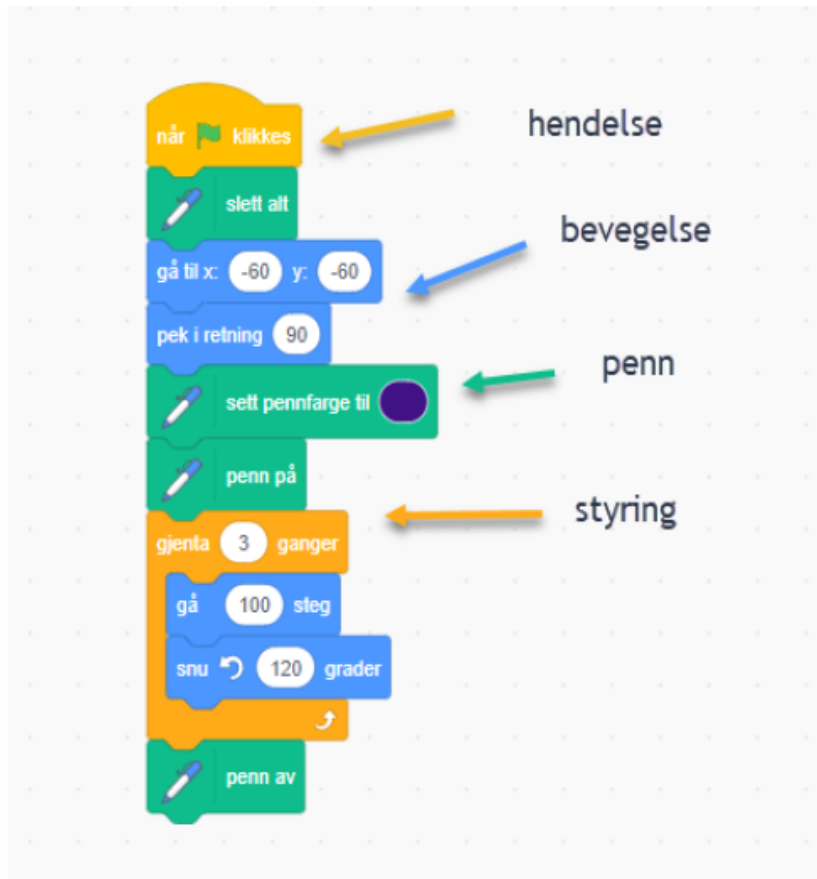 når klikkes
hendelse
slett alt
bevegelse
gå til x: -60 y: -60
pek i retning 90
penn
sett pennfarge til
penn på
styring
gjenta 3 ganger
gå 100 steg
snu 120 grader
penn av